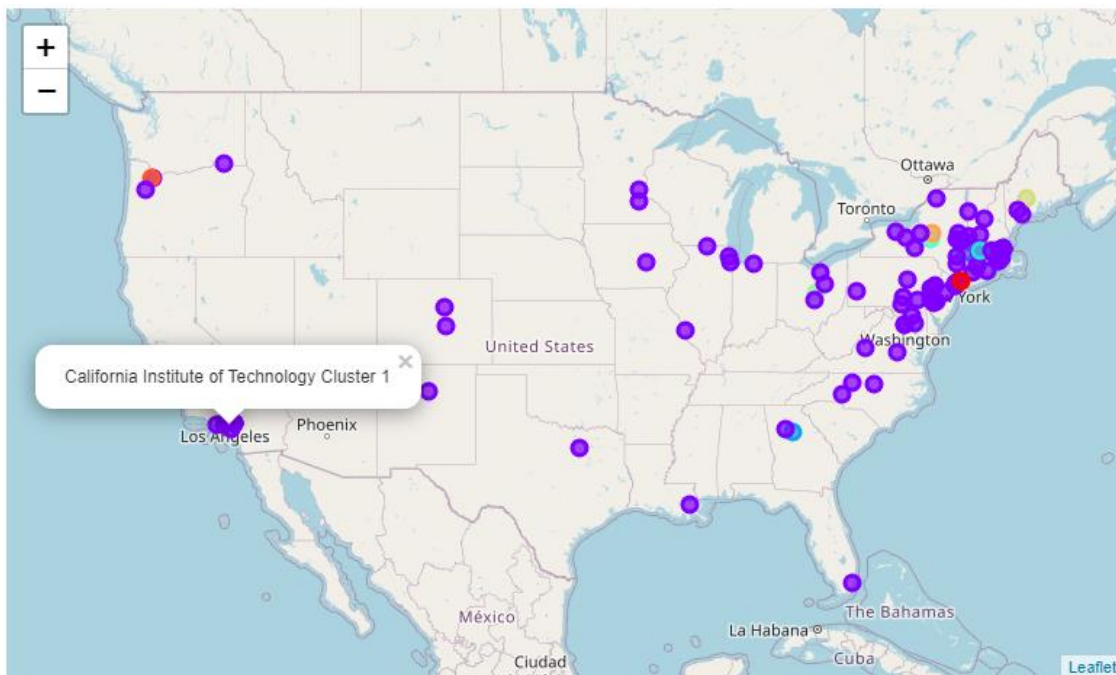 +
−
Ottawa
Toronto
York
United States
Washington
California Institute of Technology Cluster 1
×
Phoenix
Los Angeles
México
The Bahamas
La Habana
Cuba
Ciudad
Leaflet